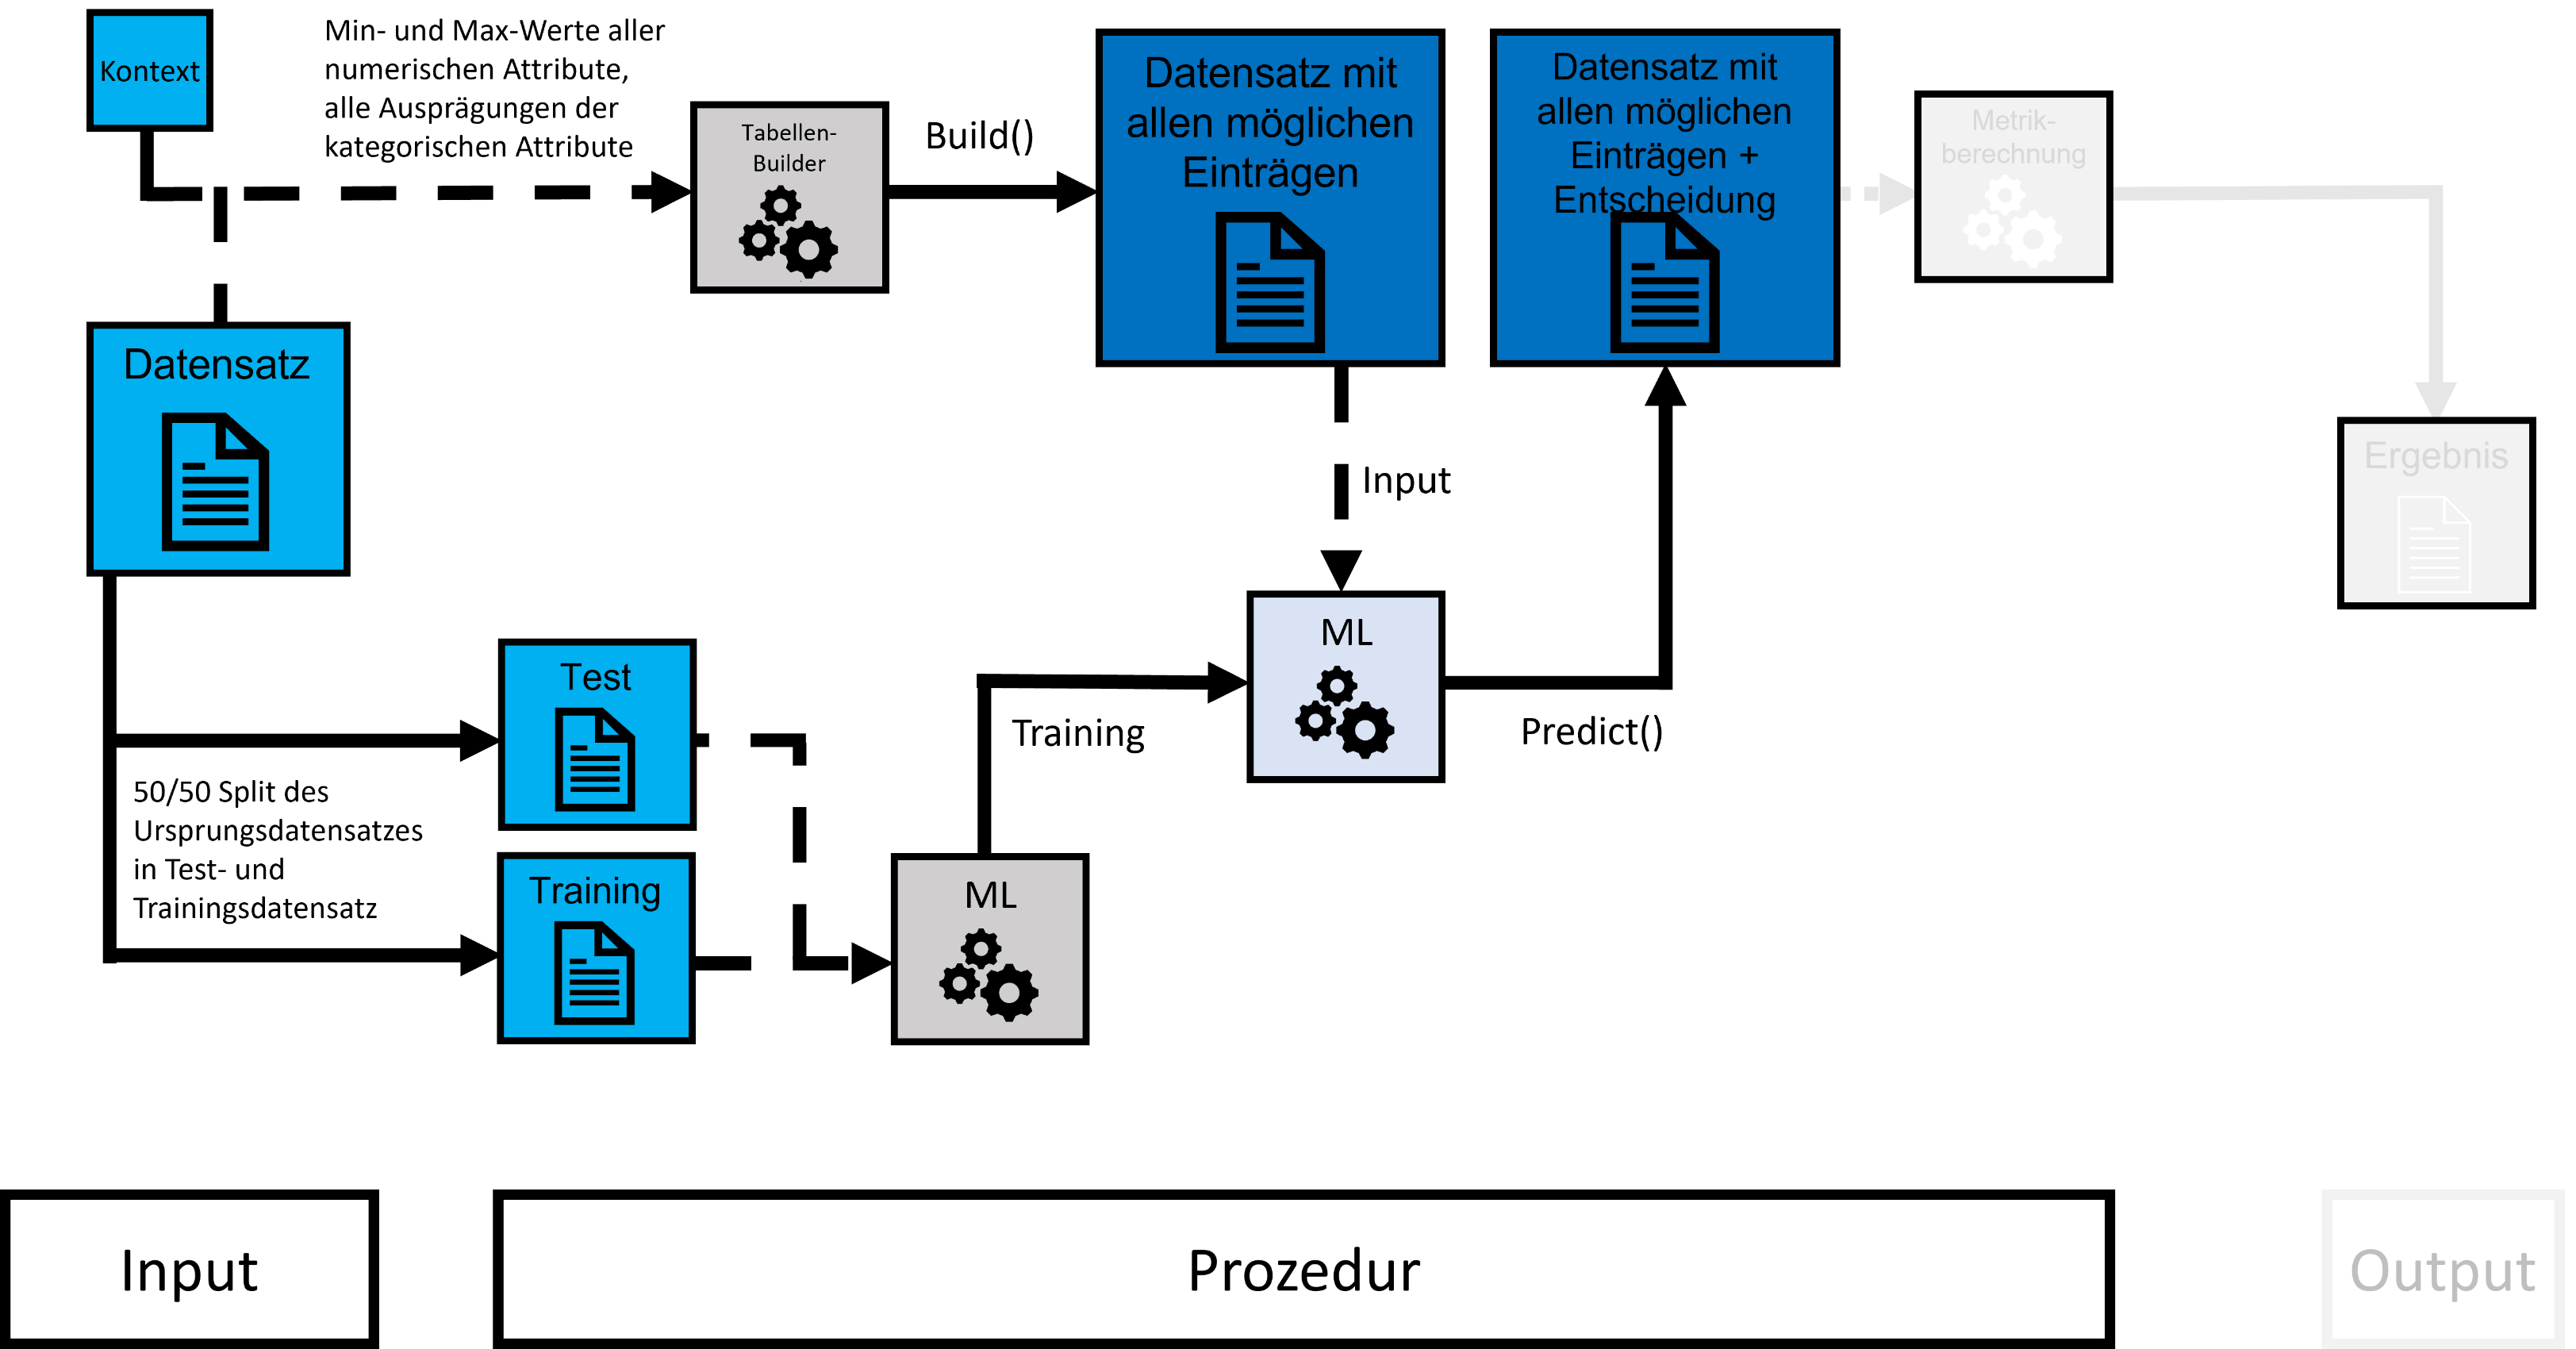 Kontext
Min- und Max-Werte aller
numerischen Attribute,
alle Ausprägungen der
kategorischen Attribute
Tabellen-
Builder
Build()
Datensatz mit
allen möglichen
Einträgen
Datensatz mit
allen möglichen
Einträgen +
Entscheidung
Metrik-
berechnung
Datensatz
Input
Ergebnis
Test
ML
Training
Predict()
50/50 Split des
Ursprungsdatensatzes
in Test- und
Trainingsdatensatz
Training
ML
Input
Prozedur
Output